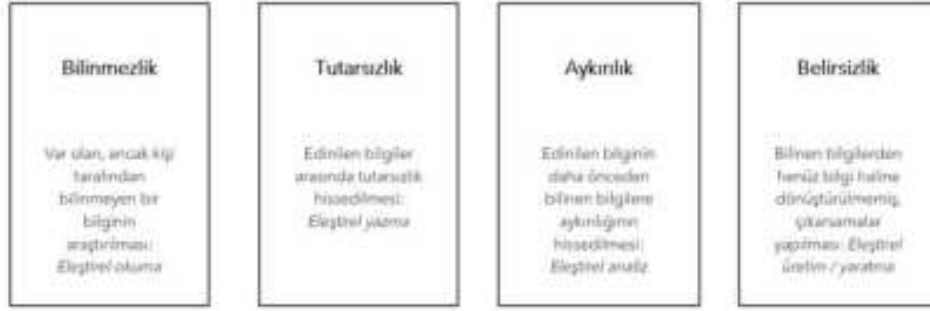 Bilinmezlik
Var olan, ancak kişi
tarafından
bilinmeyen bir
bilginin
araştırılması:
Eleştirel okuma
Tutarsızlık
Edinilen bilgiler
arasında tutarsızlık
hissedilmesi:
Eleştirel yazma
Aykırılık
Edinilen bilginin
daha önceden
bilinen bilgilere
aykırılığının
hissedilmesi:
Eleştirel analiz
Belirsizlik
Bilinen bilgilerden
henüz bilgi haline
dönüştürülmemiş,
çıkarsamalar
yapılması: Eleştirel
üretim / yaratma